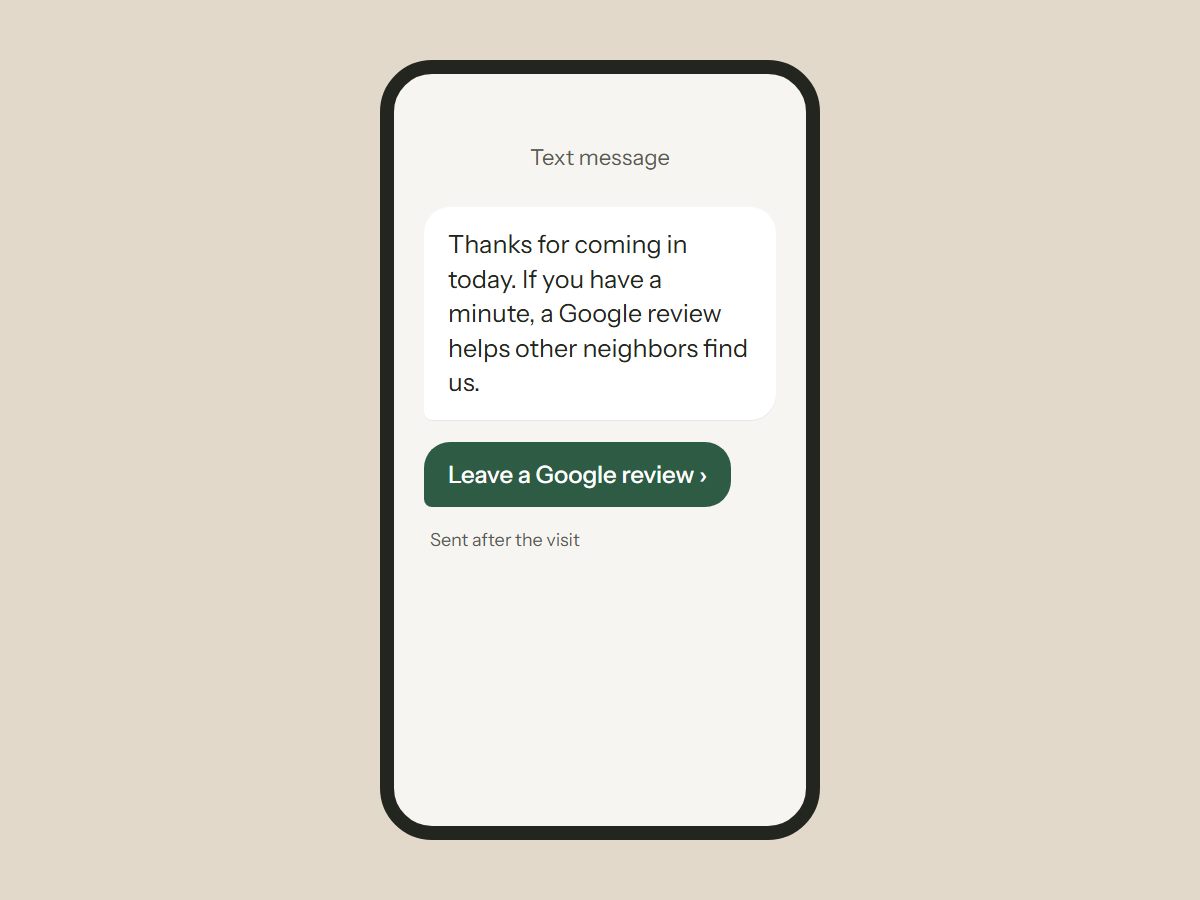 Text message
Thanks for coming in
today. If you have a
minute, a Google review
helps other neighbors find
us.
Leave a Google review ›
Sent after the visit